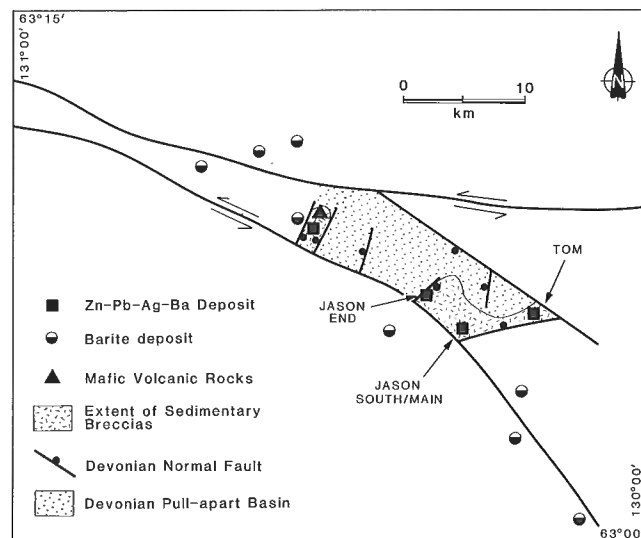 63°15′
131°00′
0 10
km
N
TOM
JASON
END
JASON
SOUTH/MAIN
Zn-Pb-Ag-Ba Deposit
Barite deposit
Mafic Volcanic Rocks
Extent of Sedimentary
Breccias
Devonian Normal Fault
Devonian Pull-apart Basin
130°00′
63°00′